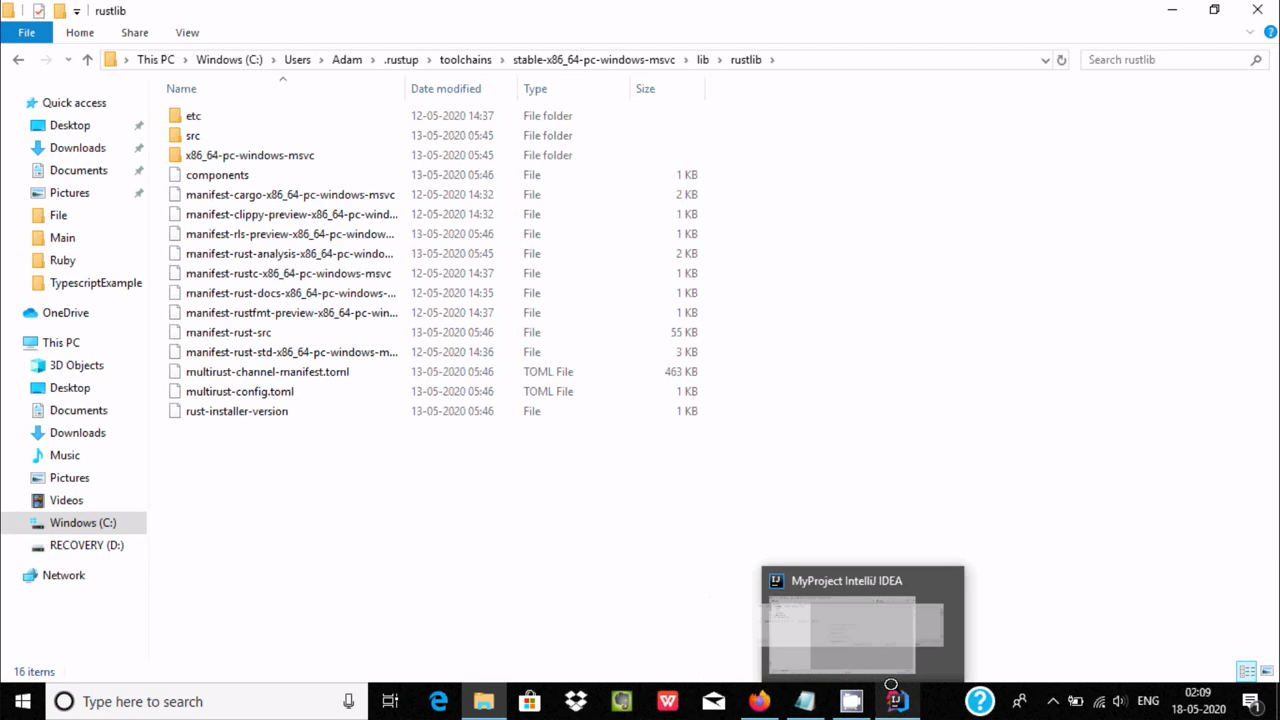 rustlib
File Home Share View
This PC Windows (C:) Users Adam .rustup toolchains stable-x86_64-pc-windows-msvc lib rustlib
Search rustlib
Name Date modified Type Size
Quick access
Desktop
Downloads
Documents
Pictures
File
Main
Ruby
TypescriptExample
OneDrive
This PC
3D Objects
Desktop
Documents
Downloads
Music
Pictures
Videos
Windows (C:)
RECOVERY (D:)
Network
etc 12-05-2020 14:37 File folder
src 13-05-2020 05:45 File folder
x86_64-pc-windows-msvc 13-05-2020 05:45 File folder
components 13-05-2020 05:46 File 1 KB
manifest-cargo-x86_64-pc-windows-msvc 12-05-2020 14:32 File 2 KB
manifest-clippy-preview-x86_64-pc-wind... 12-05-2020 14:32 File 1 KB
manifest-rls-preview-x86_64-pc-window... 13-05-2020 05:46 File 1 KB
manifest-rust-analysis-x86_64-pc-windo... 13-05-2020 05:45 File 2 KB
manifest-rustc-x86_64-pc-windows-msvc 12-05-2020 14:37 File 1 KB
manifest-rust-docs-x86_64-pc-windows-... 12-05-2020 14:35 File 1 KB
manifest-rustfmt-preview-x86_64-pc-win... 12-05-2020 14:37 File 1 KB
manifest-rust-src 13-05-2020 05:46 File 55 KB
manifest-rust-std-x86_64-pc-windows-m... 12-05-2020 14:36 File 3 KB
multirust-channel-manifest.toml 13-05-2020 05:46 TOML File 463 KB
multirust-config.toml 13-05-2020 05:46 TOML File 1 KB
rust-installer-version 13-05-2020 05:46 File 1 KB
MyProject IntelliJ IDEA
16 items
Type here to search
ENG
02:09
18-05-2020
1